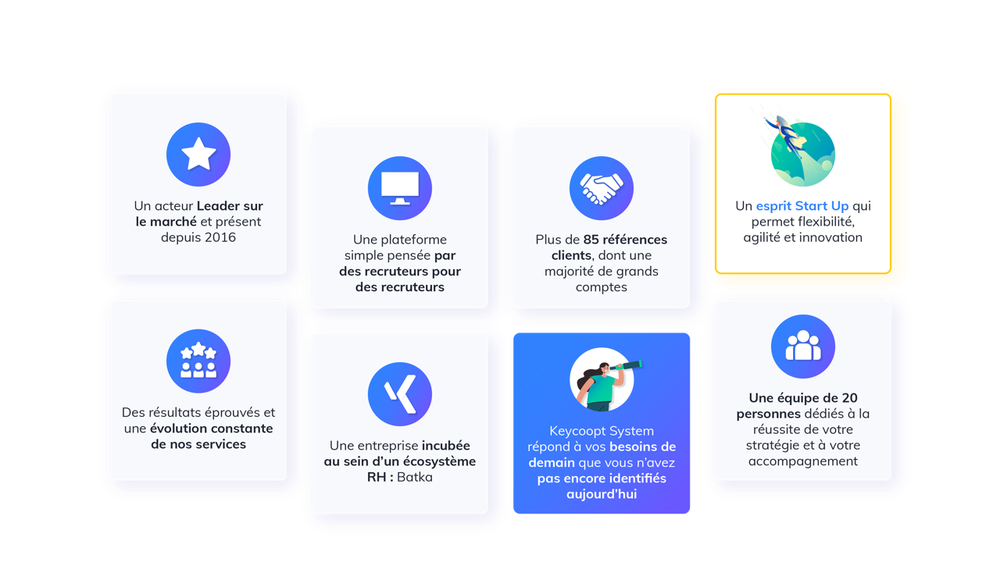 Un acteur Leader sur
le marché et présent
depuis 2016
Une plateforme
simple pensée par
des recruteurs pour
des recruteurs
Plus de 85 références
clients, dont une
majorité de grands
comptes
Un esprit Start Up qui
permet flexibilité,
agilité et innovation
Des résultats éprouvés et
une évolution constante
de nos services
Une entreprise incubée
au sein d’un écosystème
RH : Batka
Keycoopt System
répond à vos besoins de
demain que vous n’avez
pas encore identifiés
aujourd’hui
Une équipe de 20
personnes dédiés à la
réussite de votre
stratégie et à votre
accompagnement